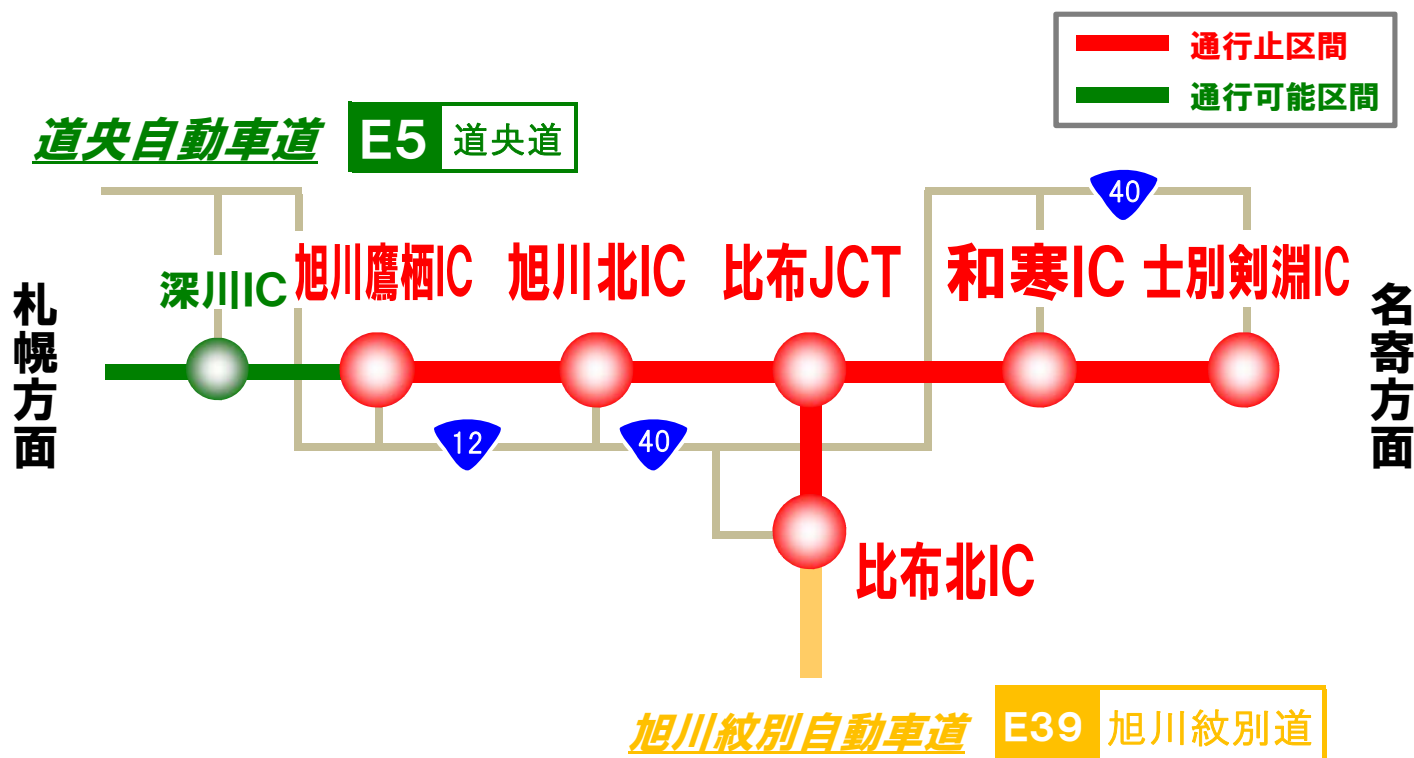 通行止区間
通行可能区間
道央自動車道
E5 道央道
40
深川IC
旭川鷹栖IC
旭川北IC
比布JCT
和寒IC
士別剣淵IC
札幌方面
名寄方面
12
40
比布北IC
旭川紋別自動車道
E39 旭川紋別道